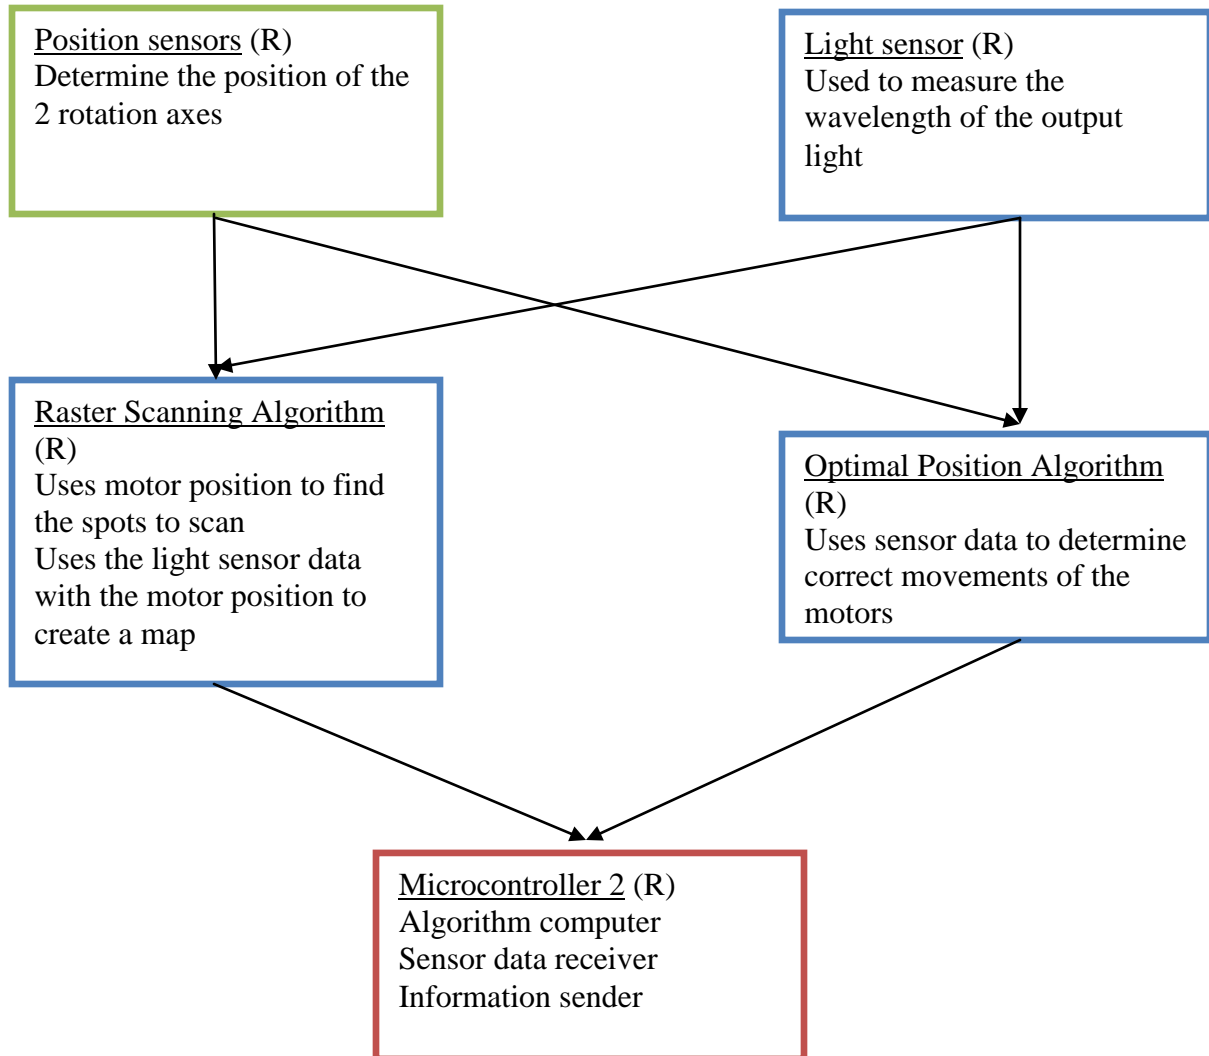 Position sensors (R)
Determine the position of the
2 rotation axes
Light sensor (R)
Used to measure the
wavelength of the output
light
Raster Scanning Algorithm
(R)
Uses motor position to find
the spots to scan
Uses the light sensor data
with the motor position to
create a map
Optimal Position Algorithm
(R)
Uses sensor data to determine
correct movements of the
motors
Microcontroller 2 (R)
Algorithm computer
Sensor data receiver
Information sender